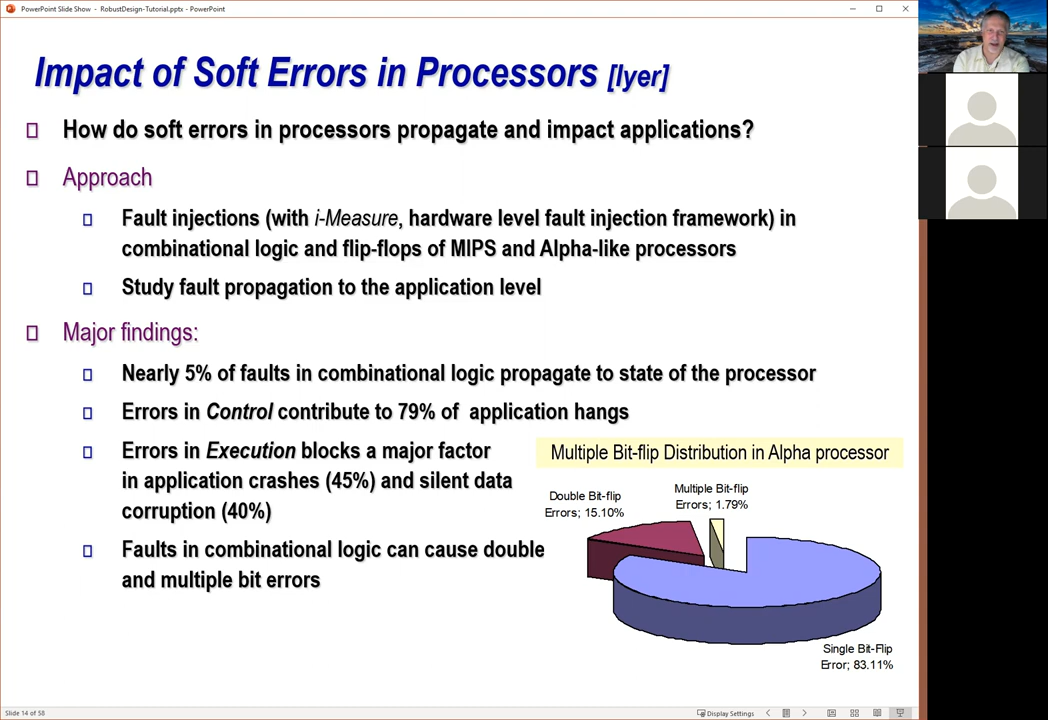 PowerPoint Slide Show - RobustDesign-Tutorial.pptx - PowerPoint
Impact of Soft Errors in Processors [Iyer]
How do soft errors in processors propagate and impact applications?
Approach
Fault injections (with i-Measure, hardware level fault injection framework) in
combinational logic and flip-flops of MIPS and Alpha-like processors
Study fault propagation to the application level
Major findings:
Nearly 5% of faults in combinational logic propagate to state of the processor
Errors in Control contribute to 79% of application hangs
Errors in Execution blocks a major factor
in application crashes (45%) and silent data
corruption (40%)
Faults in combinational logic can cause double
and multiple bit errors
Multiple Bit-flip Distribution in Alpha processor
Double Bit-flip
Errors; 15.10%
Multiple Bit-flip
Errors; 1.79%
Single Bit-Flip
Error; 83.11%
Slide 14 of 58
Display Settings